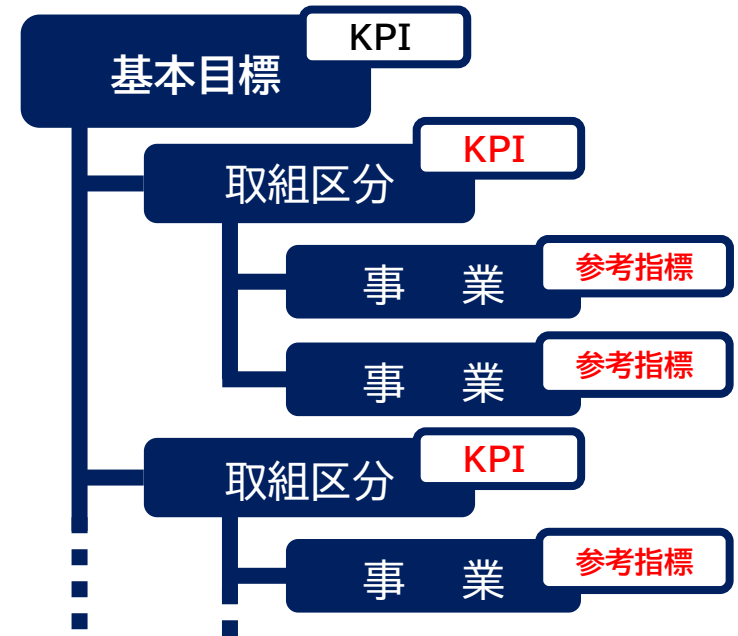 KPI
基本目標
KPI
取組区分
参考指標
事　業
参考指標
事　業
KPI
取組区分
参考指標
事　業